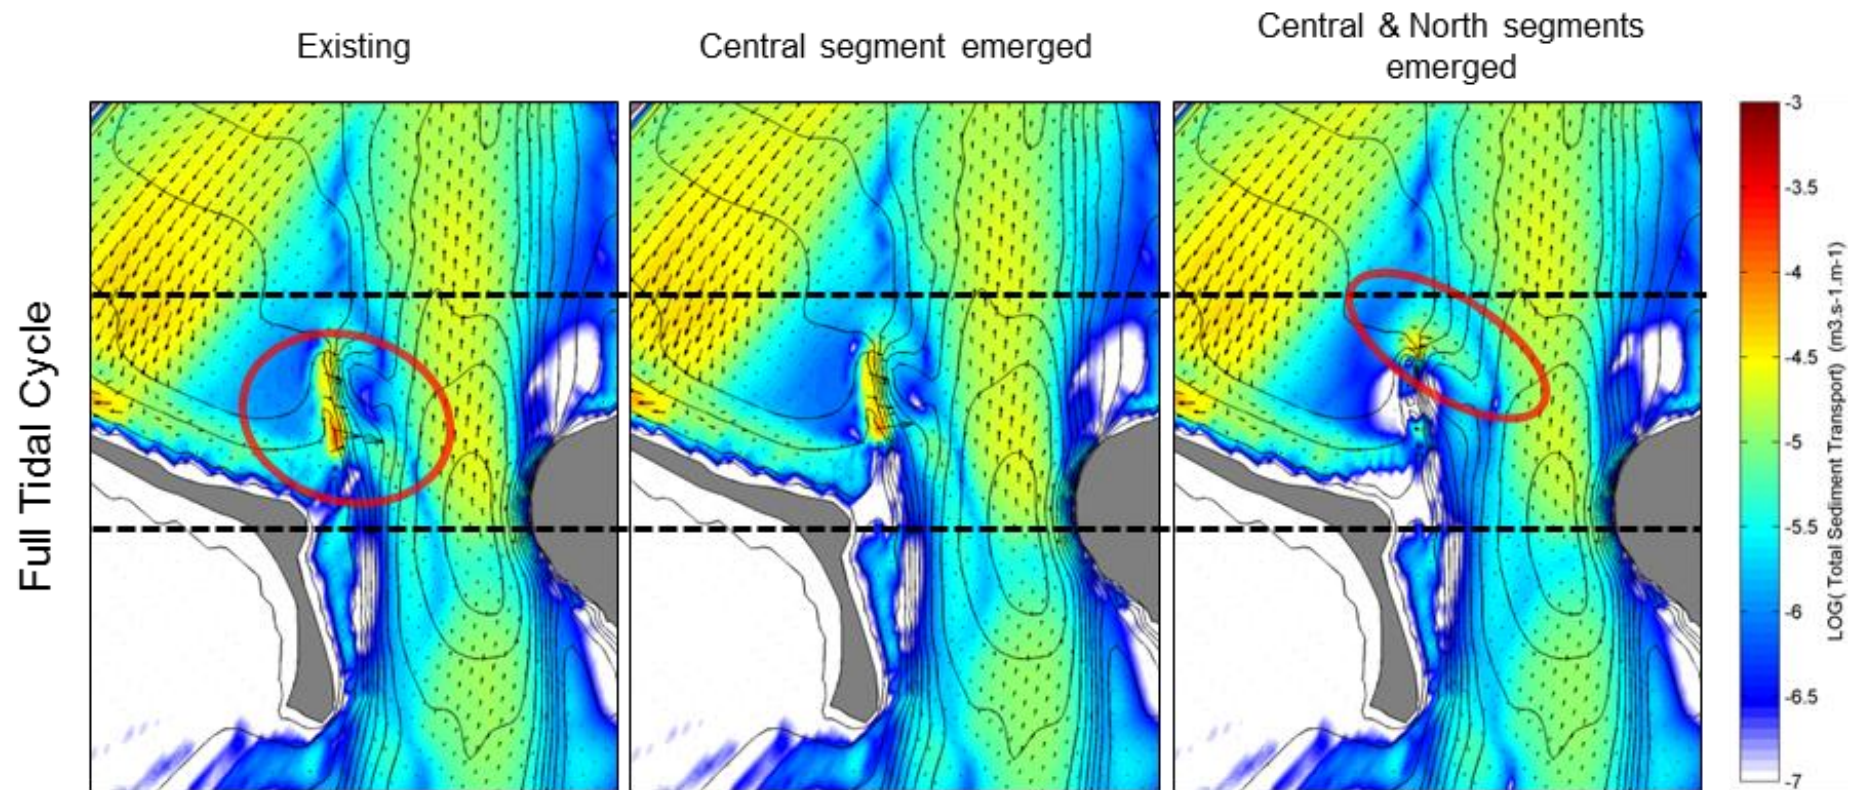 Existing
Central segment emerged
Central & North segments
emerged
Full Tidal Cycle
-3
-3.5
-4
-4.5
-5
-5.5
-6
-6.5
-7
LOG( Total Sediment Transport) (m3.s-1.m-1)